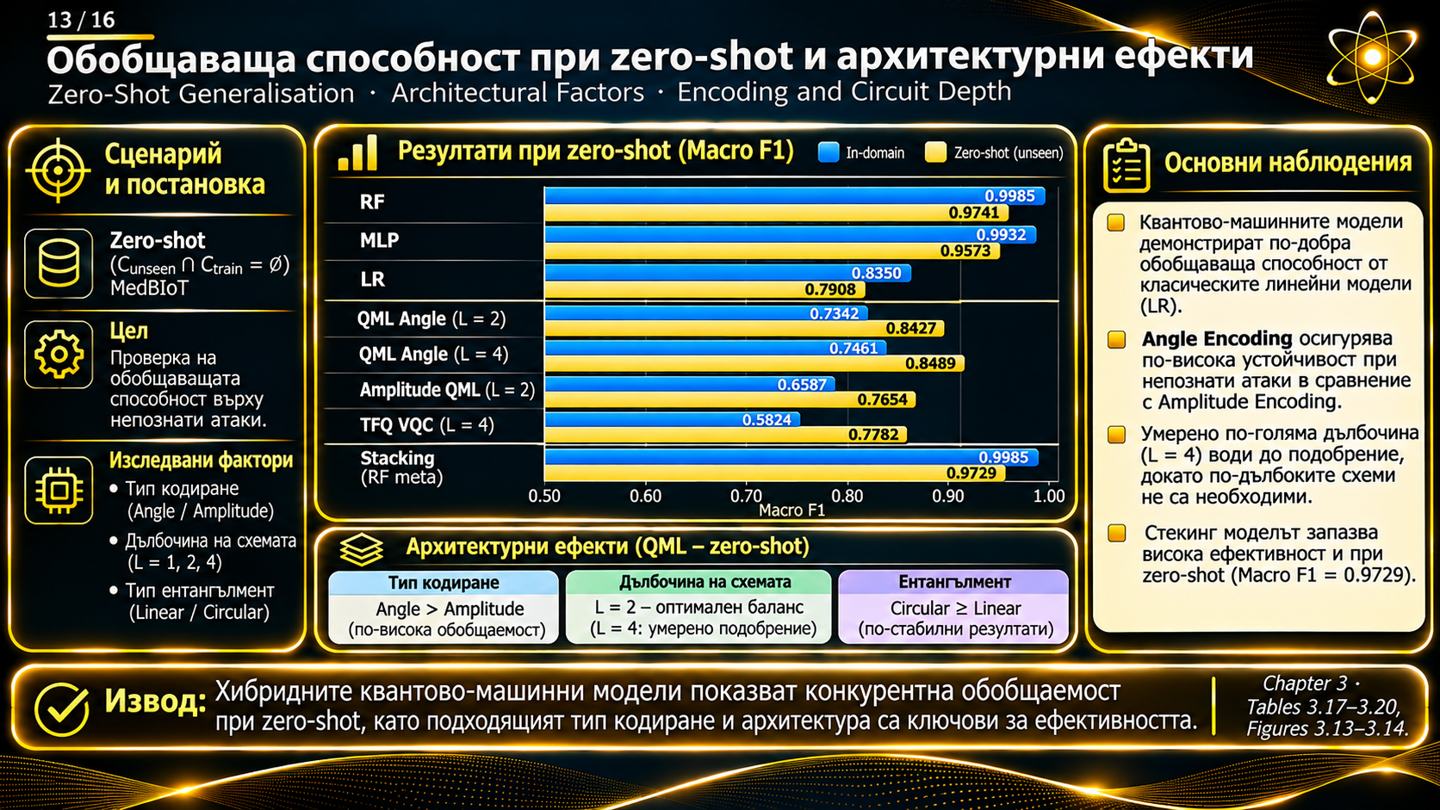 13 / 16
Обобщаваща способност при zero-shot и архитектурни ефекти
Zero-Shot Generalisation · Architectural Factors · Encoding and Circuit Depth
Сценарий
и постановка
Zero-shot
(Cunseen ∩ Ctrain = Ø)
MedBIoT
Цел
Проверка на
обобщаващата
способност върху
непознати атаки.
Изследвани фактори
• Тип кодиране
(Angle / Amplitude)
• Дълбочина на схемата
(L = 1, 2, 4)
• Тип ентангълмент
(Linear / Circular)
Резултати при zero-shot (Macro F1)
In-domain
Zero-shot (unseen)
RF
0.9985
0.9741
MLP
0.9932
0.9573
LR
0.8350
0.7908
QML Angle (L = 2)
0.7342
0.8427
QML Angle (L = 4)
0.7461
0.8489
Amplitude QML (L = 2)
0.6587
0.7654
TFQ VQC (L = 4)
0.5824
0.7782
Stacking
(RF meta)
0.9985
0.9729
0.50 0.60 0.70 0.80 0.90 1.00
Macro F1
Архитектурни ефекти (QML – zero-shot)
Тип кодиране
Angle > Amplitude
(по-висока обобщаемост)
Дълбочина на схемата
L = 2 – оптимален баланс
(L = 4: умерено подобрение)
Ентангълмент
Circular ≥ Linear
(по-стабилни резултати)
Основни наблюдения
Квантово-машинните модели
демонстрират по-добра
обобщаваща способност от
класическите линейни модели
(LR).
Angle Encoding осигурява
по-висока устойчивост при
непознати атаки в сравнение
с Amplitude Encoding.
Умерено по-голяма дълбочина
(L = 4) води до подобрение,
докато по-дълбоките схеми
не са необходими.
Стекинг моделът запазва
висока ефективност и при
zero-shot (Macro F1 = 0.9729).
Извод: Хибридните квантово-машинни модели показват конкурентна обобщаемост
при zero-shot, като подходящият тип кодиране и архитектура са ключови за ефективността.
Chapter 3 ·
Tables 3.17–3.20,
Figures 3.13–3.14.